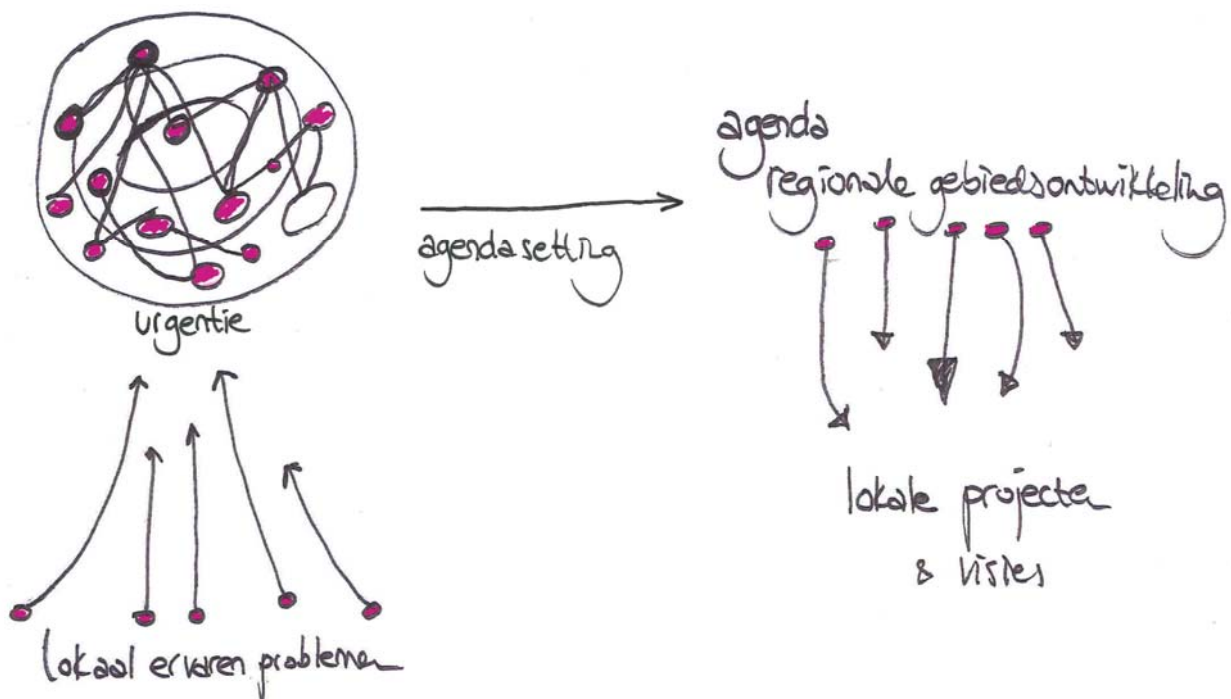 agenda
regionale gebiedsontwikkeling
agendasetting
urgentie
lokale projecten
& visies
lokaal ervaren problemen